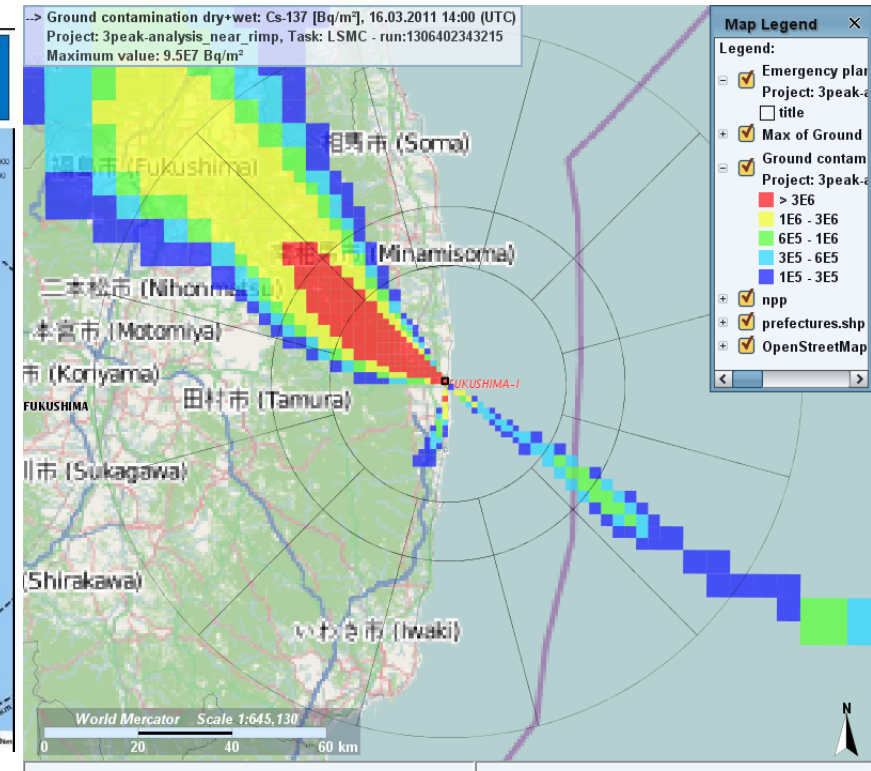 --> Ground contamination dry+wet: Cs-137 [Bq/m²], 16.03.2011 14:00 (UTC)
Project: 3peak-analysis_near_rimp, Task: LSMC - run:1306402343215
Maximum value: 9.5E7 Bq/m²
Map Legend
Legend:
Emergency plan
Project: 3peak-a
title
Max of Ground
Ground contam
Project: 3peak-a
> 3E6
1E6 - 3E6
6E5 - 1E6
3E5 - 6E5
1E5 - 3E5
npp
prefectures.shp
OpenStreetMap
相馬市 (Soma)
(Fukushima)
(Minamisoma)
二本松市 (Nihonmatsu)
本宮市 (Motomiya)
市 (Koriyama)
FUKUSHIMA-I
田村市 (Tamura)
FUKUSHIMA
川市 (Sukagawa)
(Shirakawa)
いわき市 (Iwaki)
World Mercator Scale 1:645,130
0 20 40 60 km
N